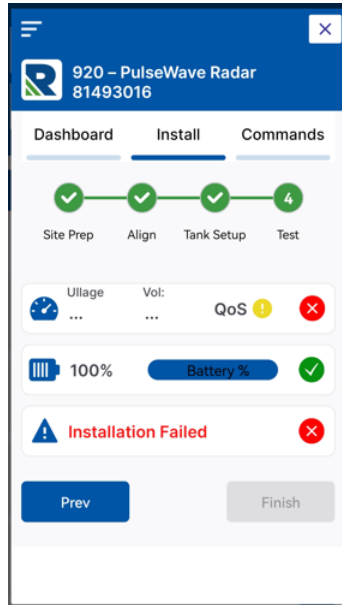 920 – PulseWave Radar
81493016
Dashboard Install Commands
4
Site Prep Align Tank Setup Test
Ullage Vol:
... ... QoS
100% Battery %
Installation Failed
Prev Finish